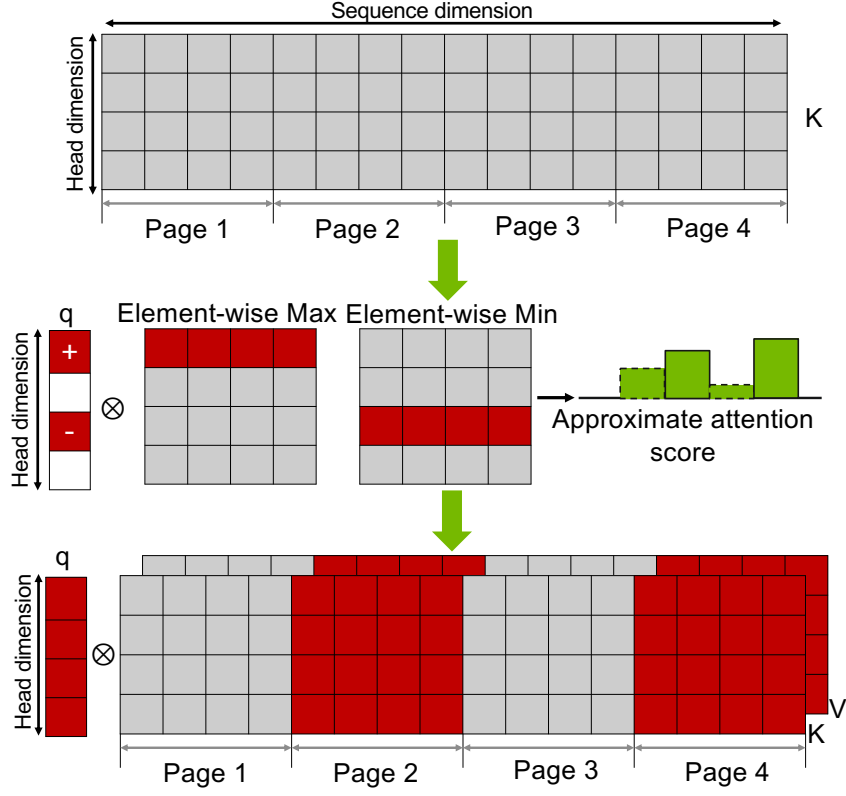 Sequence dimension
Head dimension
K
Page 1
Page 2
Page 3
Page 4
q
Element-wise Max
Element-wise Min
Head dimension
+
-
Approximate attention
score
q
Head dimension
V
K
Page 1
Page 2
Page 3
Page 4